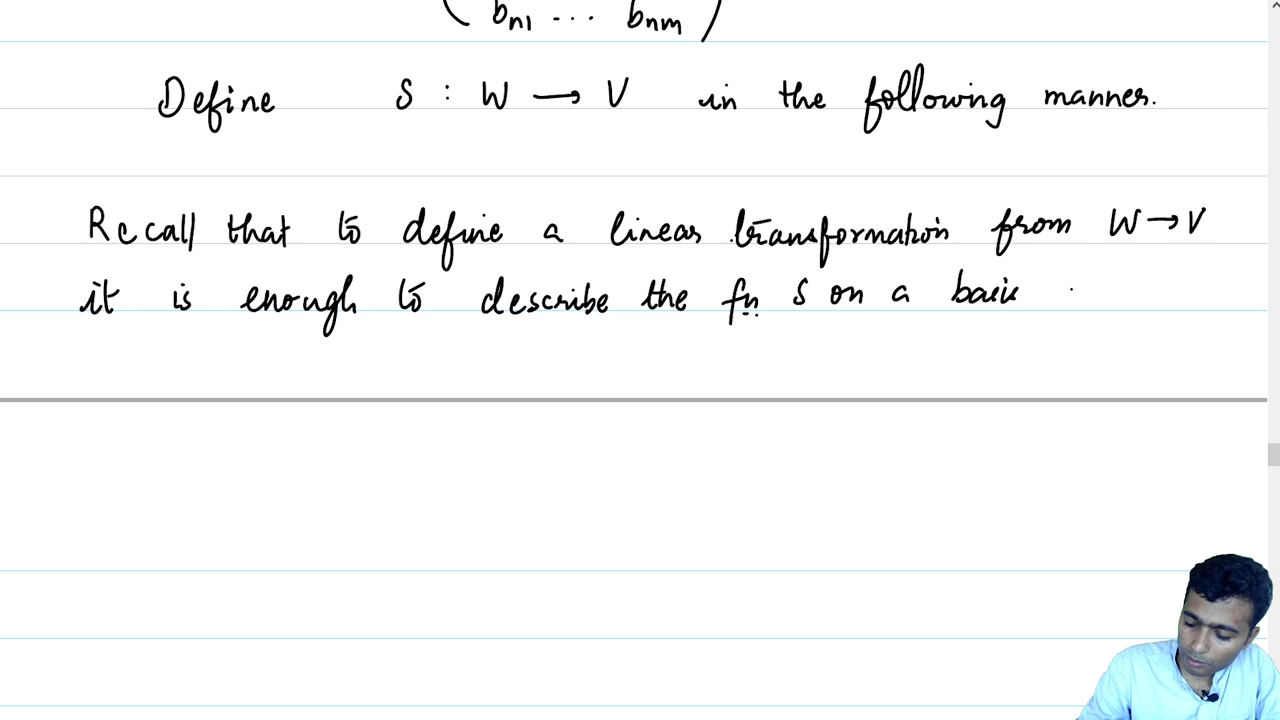 ( bn1 ... bnm )
Define S : W → V in the following manner.
Recall that to define a linear transformation from W → V
it is enough to describe the fn. S on a basis .